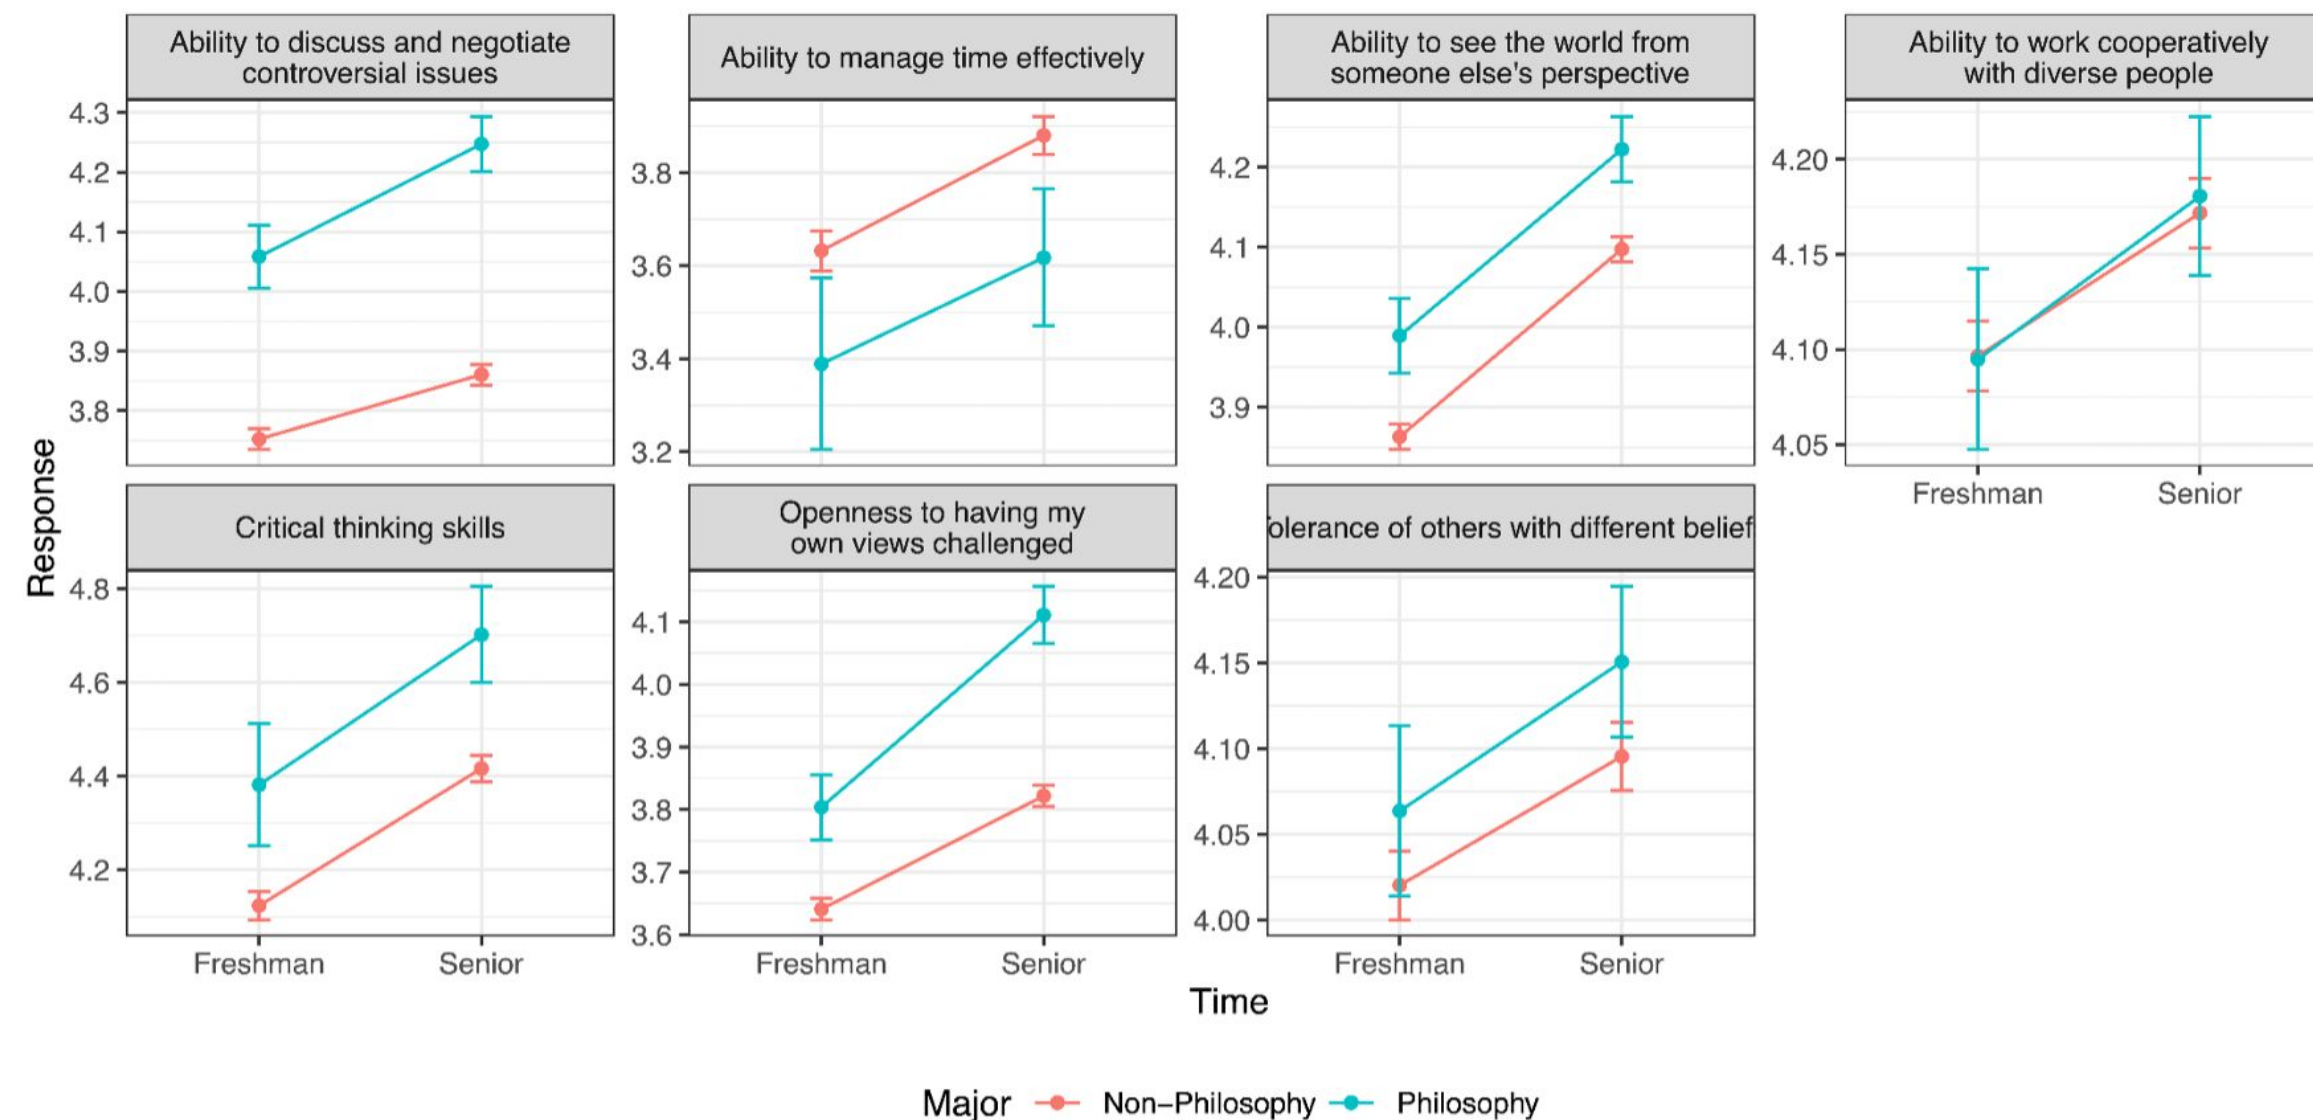 Ability to discuss and negotiate
controversial issues
Ability to manage time effectively
Ability to see the world from
someone else's perspective
Ability to work cooperatively
with diverse people
4.3
4.2
4.1
4.0
3.9
3.8
3.8
3.6
3.4
3.2
4.2
4.1
4.0
3.9
4.20
4.15
4.10
4.05
Freshman Senior
Response
Critical thinking skills
Openness to having my
own views challenged
olerance of others with different belief
4.8
4.6
4.4
4.2
4.1
4.0
3.9
3.8
3.7
3.6
4.20
4.15
4.10
4.05
4.00
Freshman Senior
Freshman Senior
Freshman Senior
Time
Major Non-Philosophy Philosophy